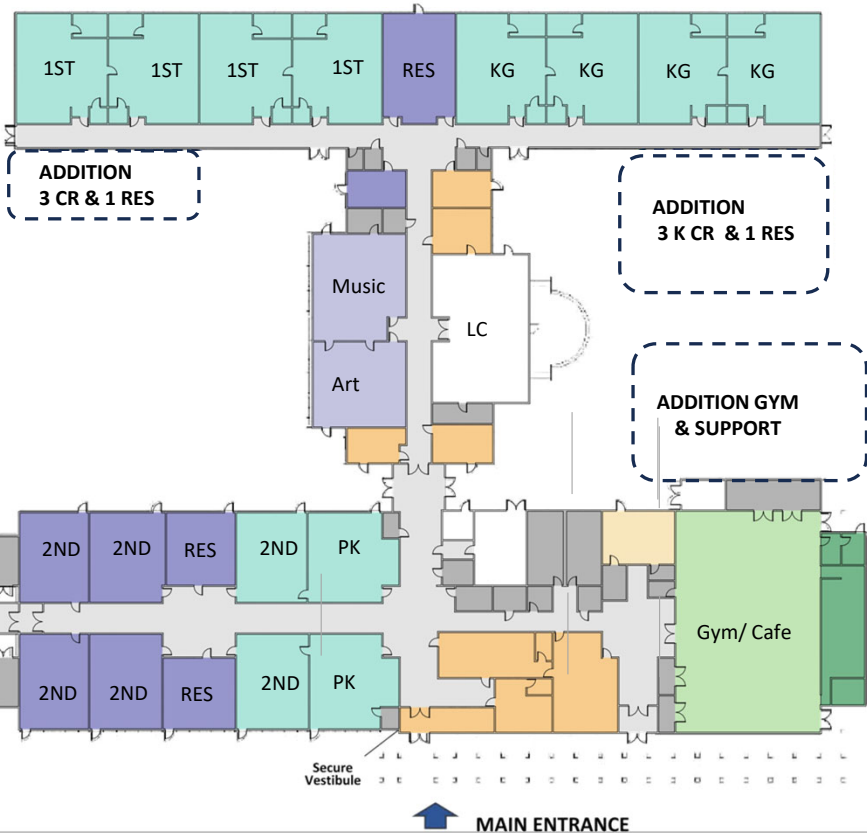 1ST 1ST 1ST 1ST RES KG KG KG KG
ADDITION
3 CR & 1 RES
ADDITION
3 K CR & 1 RES
Music
LC
Art
ADDITION GYM
& SUPPORT
2ND 2ND RES 2ND PK
Gym/ Cafe
2ND 2ND RES 2ND PK
Secure
Vestibule
MAIN ENTRANCE